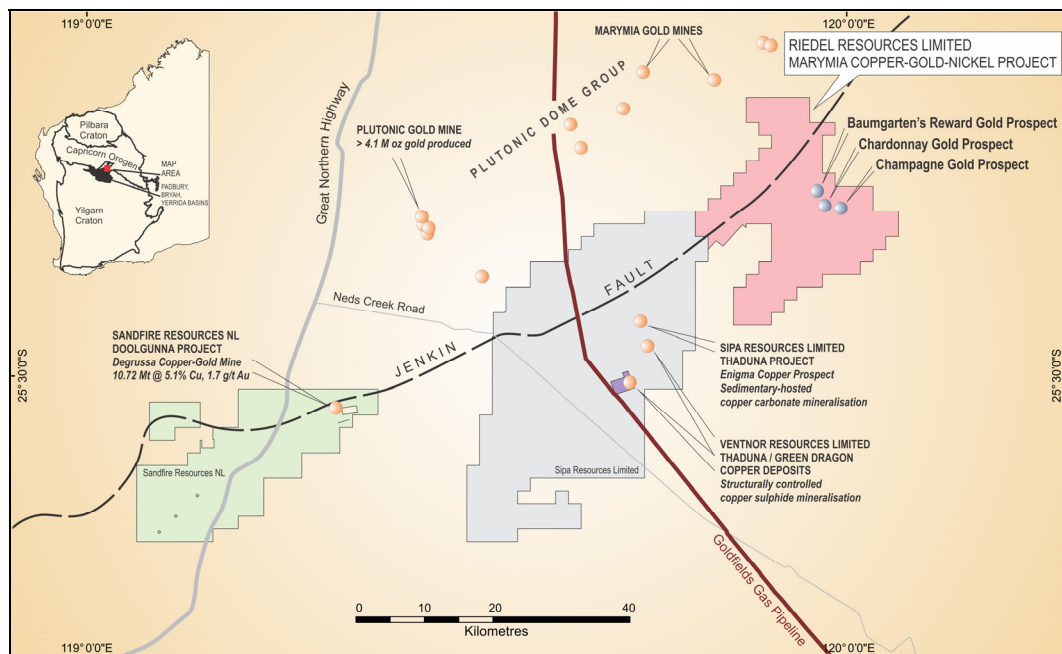 119° 0'0"E
120° 0'0"E
MARYMIA GOLD MINES
RIEDEL RESOURCES LIMITED
MARYMIA COPPER-GOLD-NICKEL PROJECT
Pilbara
Craton
Capricorn Orogen
MAP
AREA
PADBURY,
BRYAH,
YERRIDA BASINS
Yilgarn
Craton
Great Northern Highway
PLUTONIC DOME GROUP
PLUTONIC GOLD MINE
> 4.1 M oz gold produced
Baumgarten's Reward Gold Prospect
Chardonnay Gold Prospect
Champagne Gold Prospect
Neds Creek Road
JENKIN FAULT
SANDFIRE RESOURCES NL
DOOLGUNNA PROJECT
Degrussa Copper-Gold Mine
10.72 Mt @ 5.1% Cu, 1.7 g/t Au
SIPA RESOURCES LIMITED
THADUNA PROJECT
Enigma Copper Prospect
Sedimentary-hosted
copper carbonate mineralisation
25° 30'0"S
25° 30'0"S
VENTNOR RESOURCES LIMITED
THADUNA / GREEN DRAGON
COPPER DEPOSITS
Structurally controlled
copper sulphide mineralisation
Sandfire Resources NL
Sipa Resources Limited
Goldfields Gas Pipeline
0 10 20 40
Kilometres
119° 0'0"E
120° 0'0"E